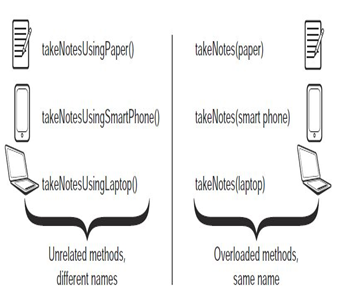 takeNotesUsingPaper()
takeNotesUsingSmartPhone()
takeNotesUsingLaptop()
Unrelated methods,
different names
takeNotes(paper)
takeNotes(smart phone)
takeNotes(laptop)
Overloaded methods,
same name